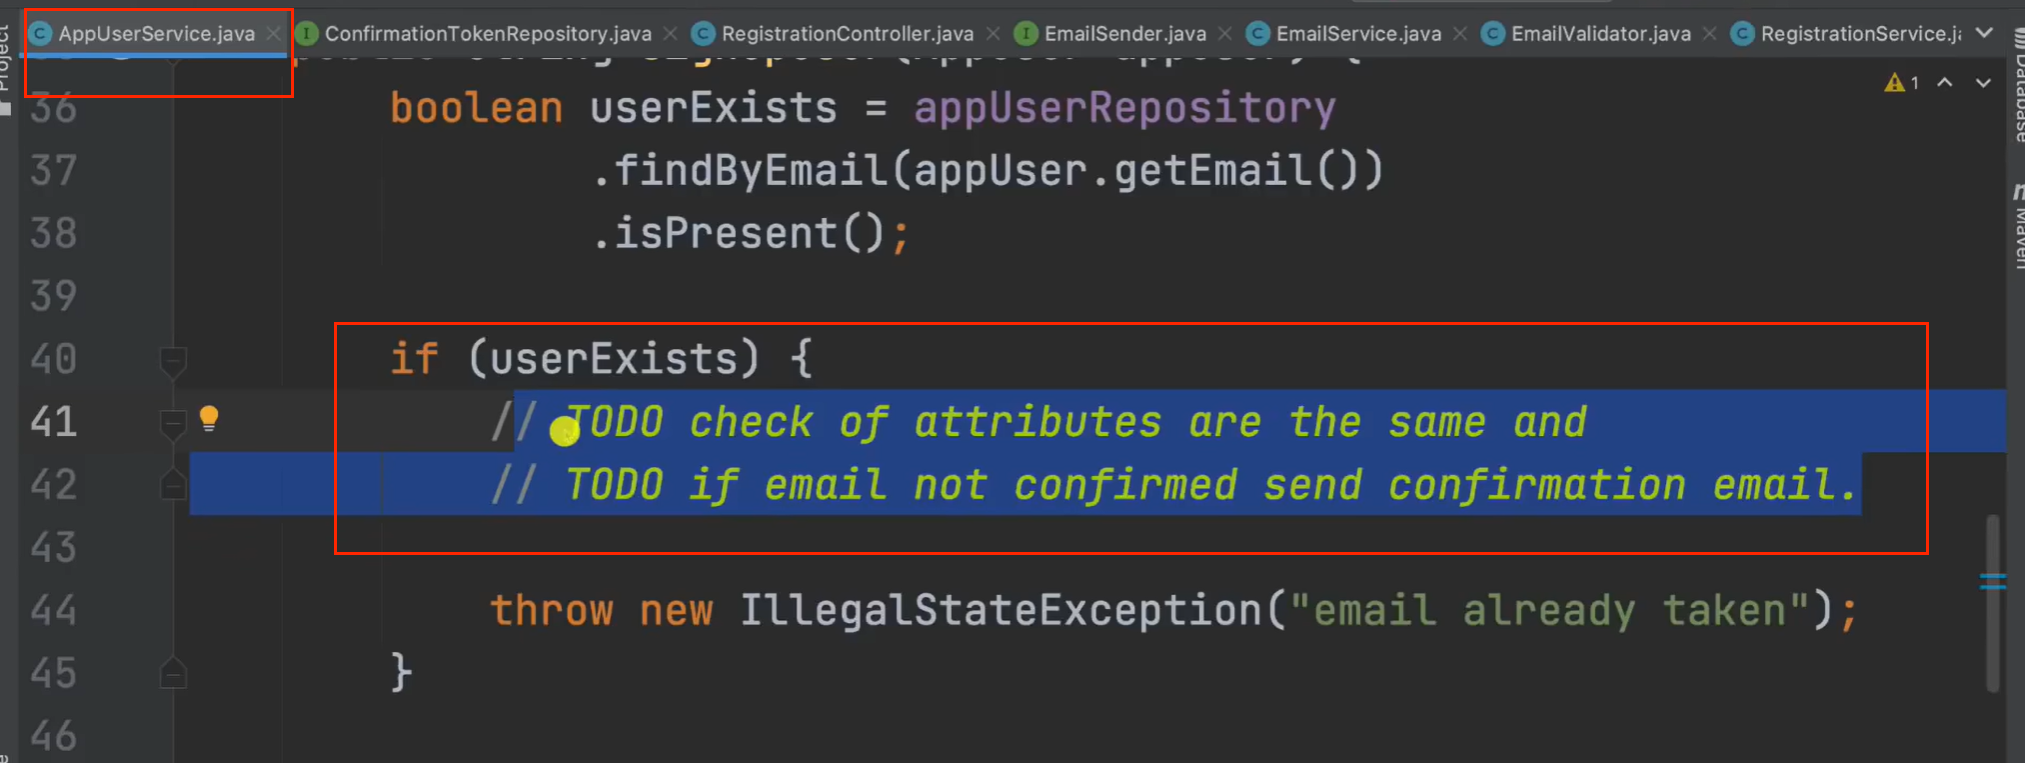 AppUserService.java ConfirmationTokenRepository.java RegistrationController.java EmailSender.java EmailService.java EmailValidator.java RegistrationService.ja
Project
1
Database
Maven
36 boolean userExists = appUserRepository
37 .findByEmail(appUser.getEmail())
38 .isPresent();
39
40 if (userExists) {
41 // TODO check of attributes are the same and
42 // TODO if email not confirmed send confirmation email.
43
44 throw new IllegalStateException("email already taken");
45 }
46